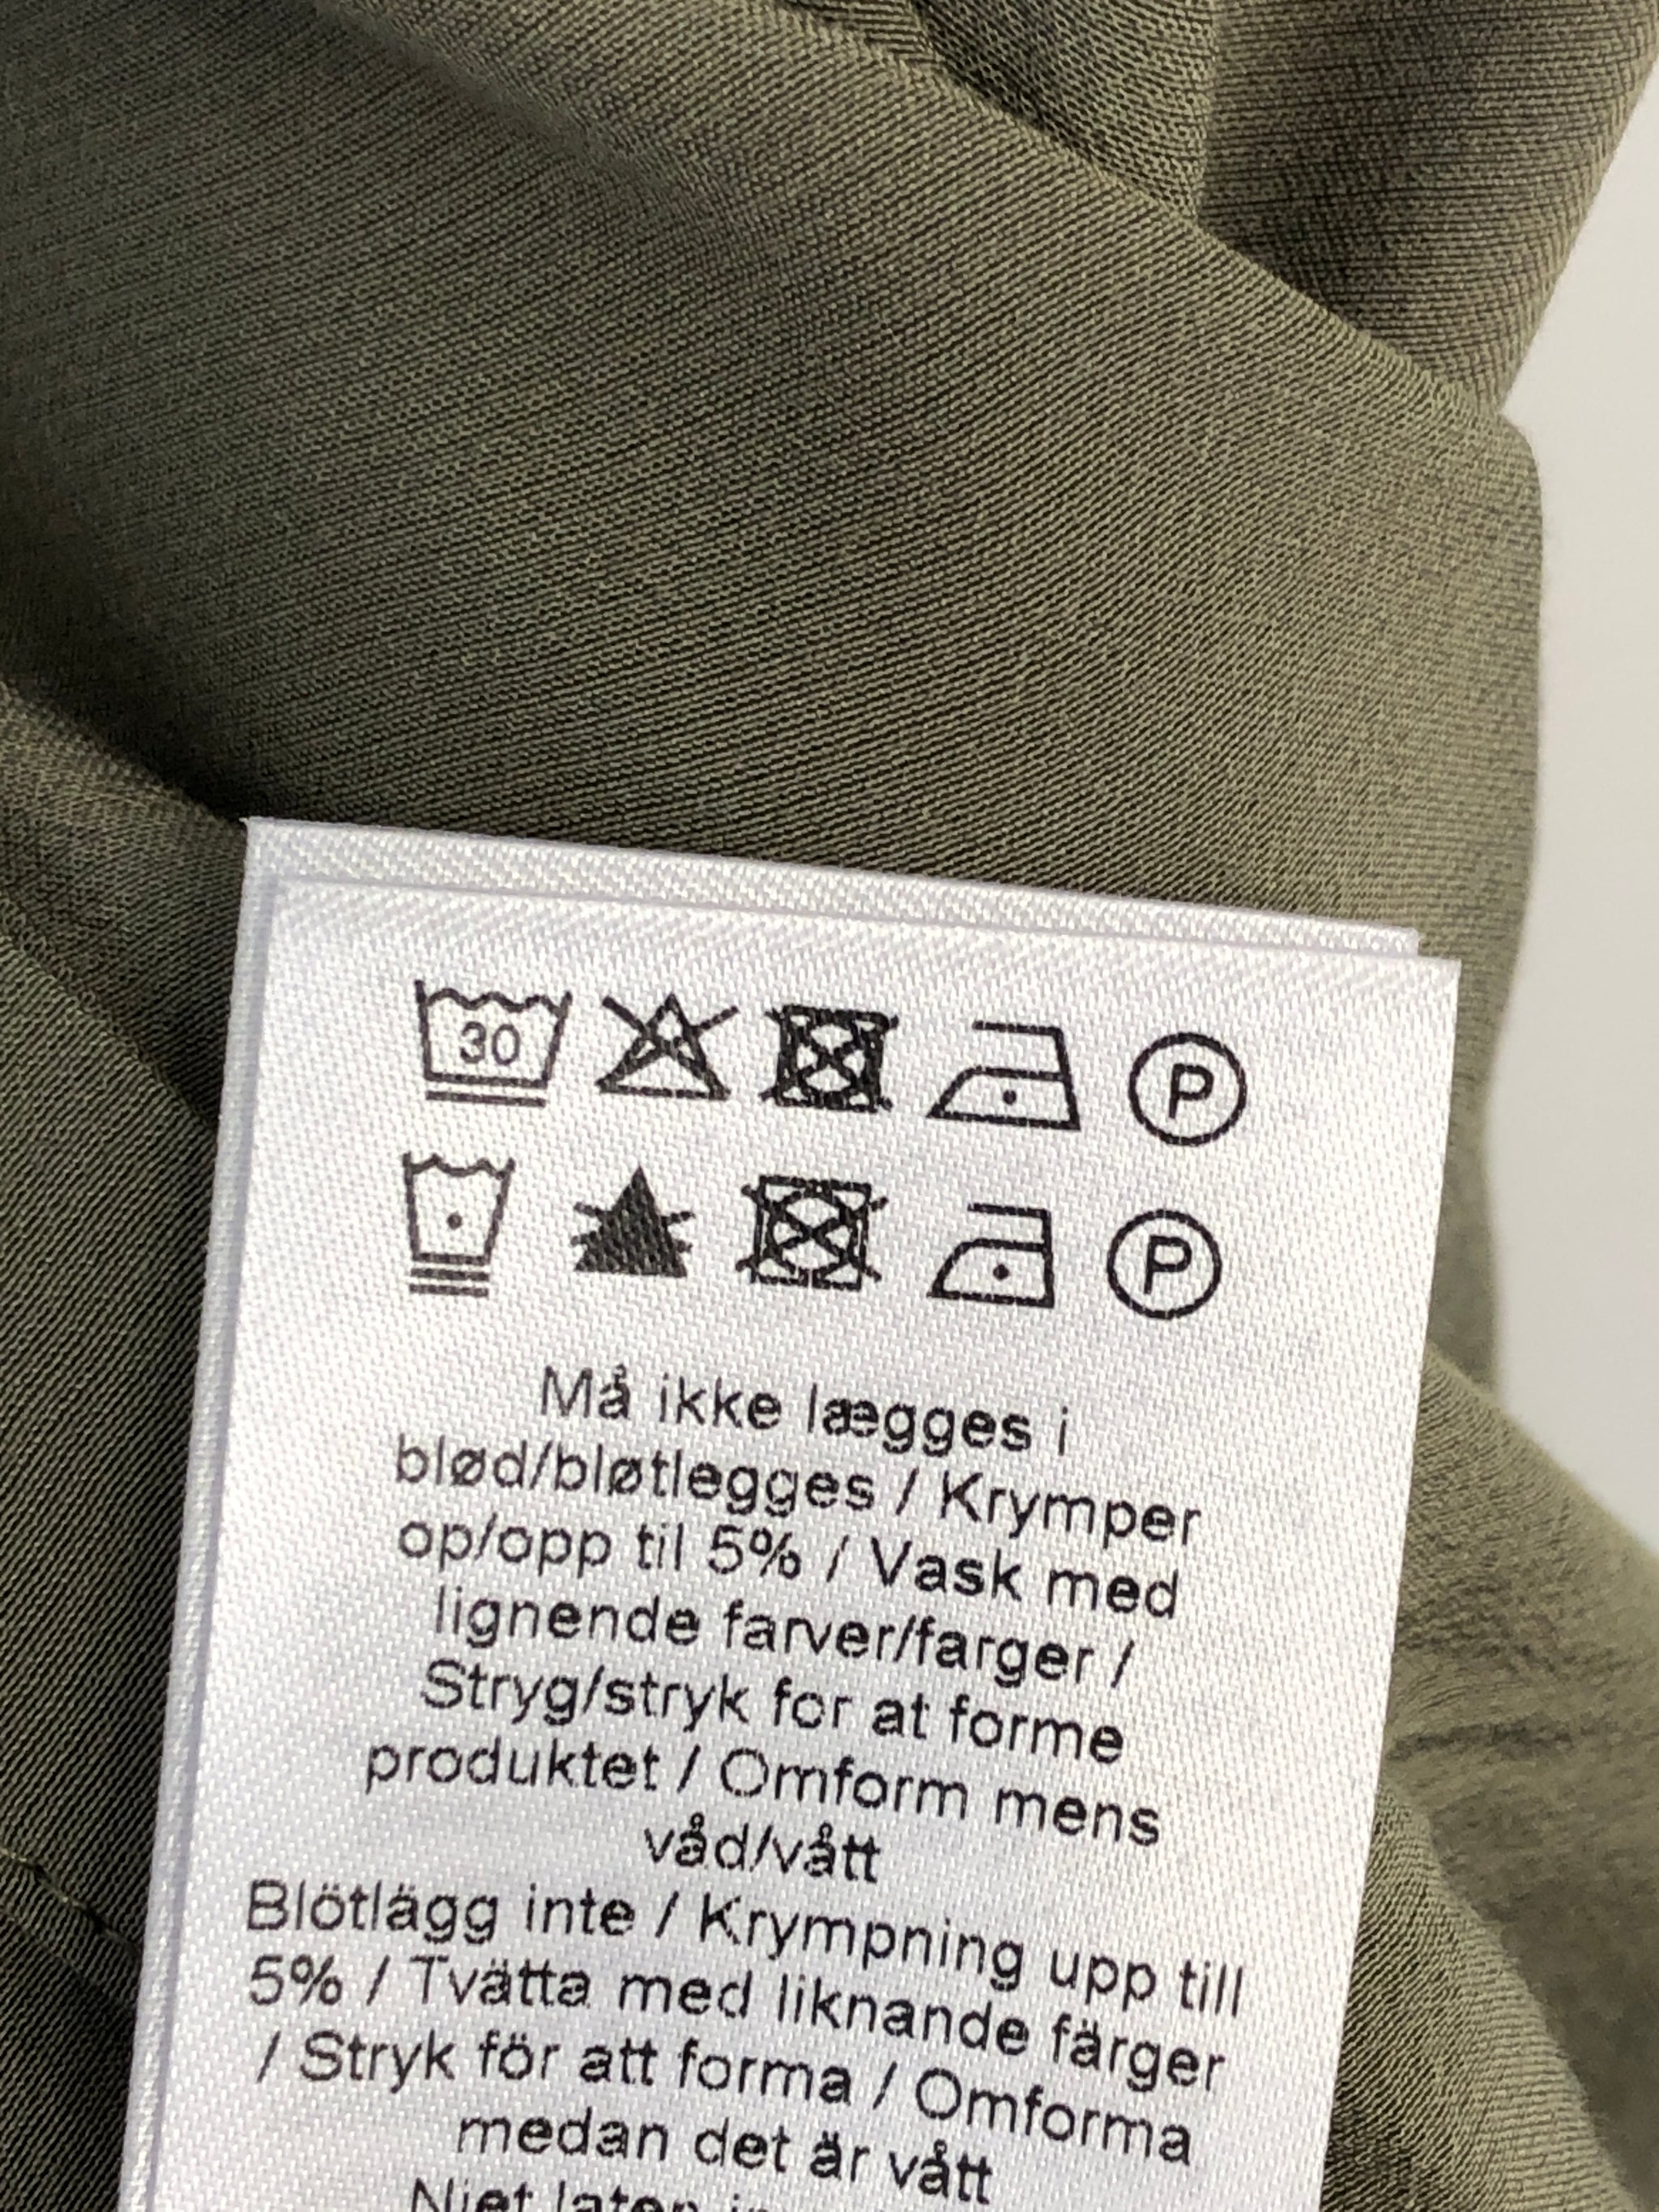 30 P
P
Må ikke lægges i
blød/bløtlegges / Krymper
op/opp til 5% / Vask med
lignende farver/farger /
Stryg/stryk for at forme
produktet / Omform mens
våd/vått
Blötlägg inte / Krympning upp till
5% / Tvätta med liknande färger
/ Stryk för att forma / Omforma
medan det är vått
Niet laten